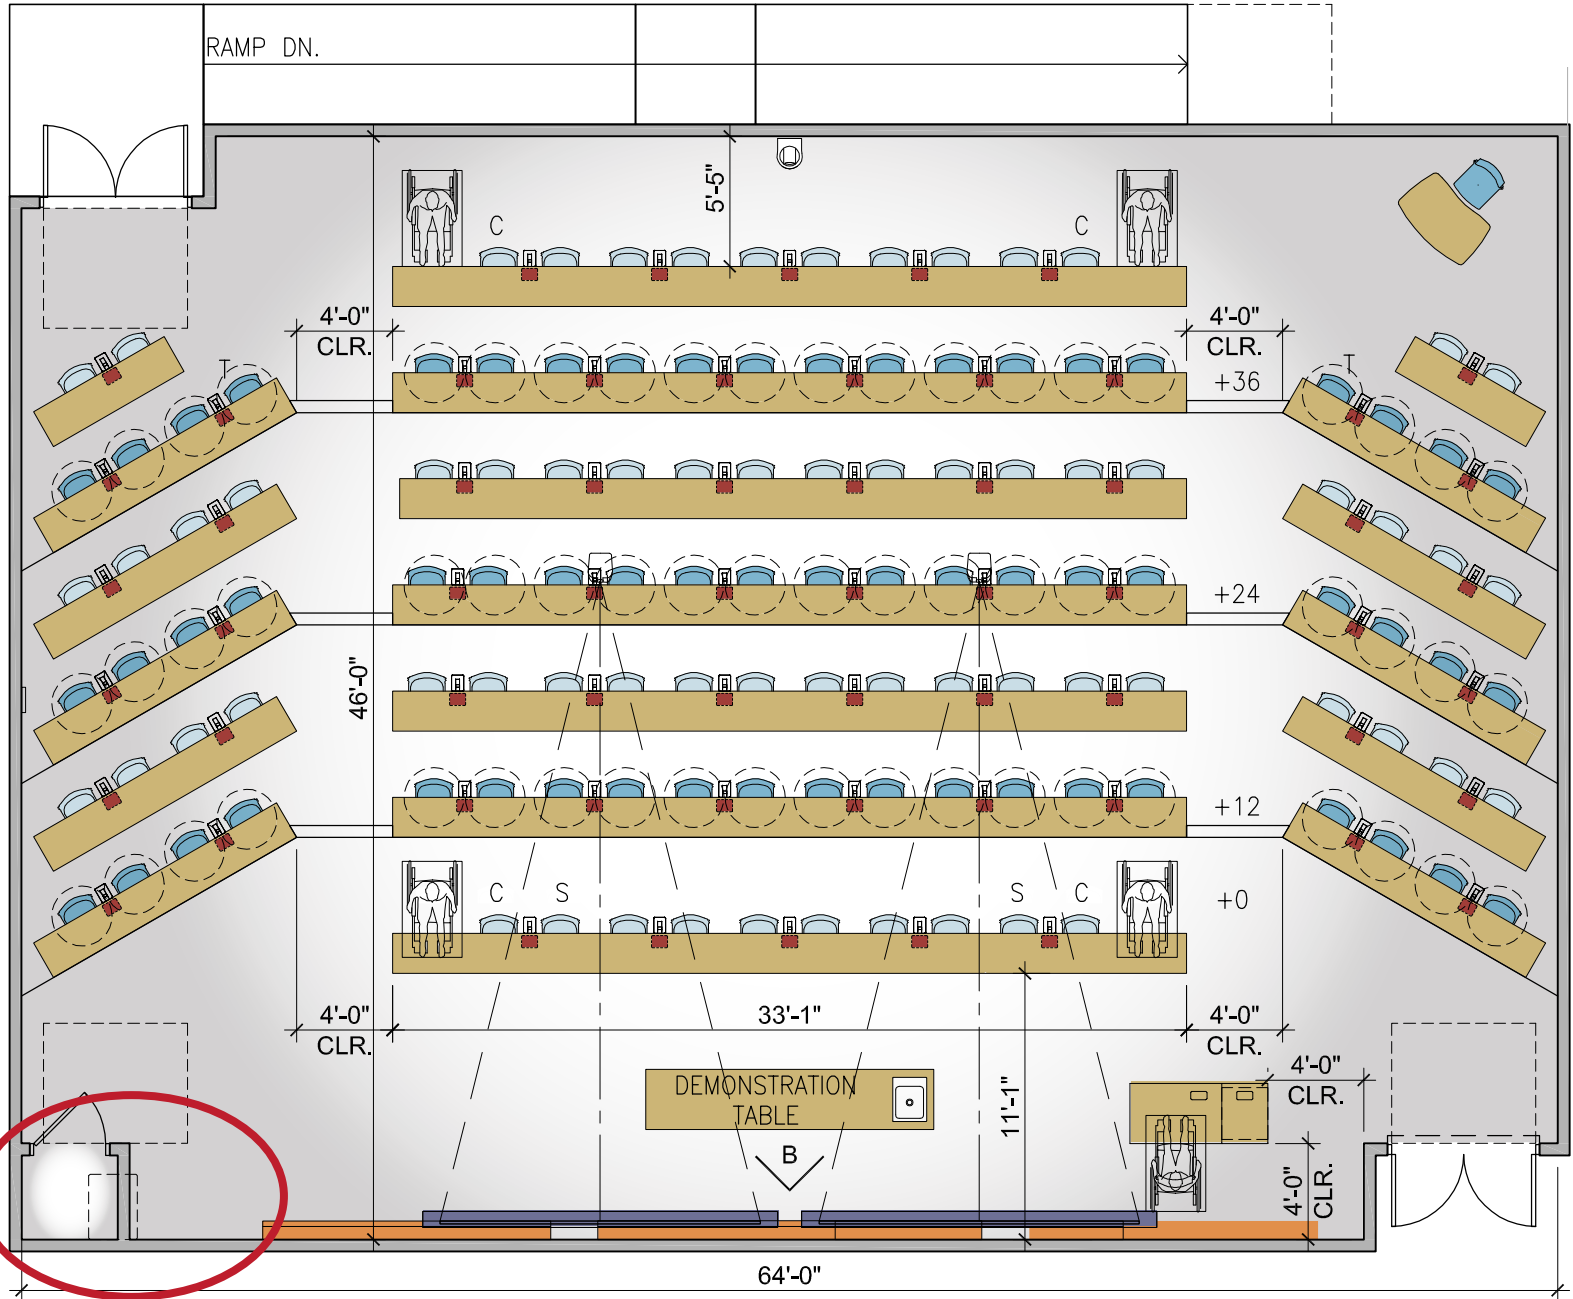 RAMP DN.
5'-5"
C
C
4'-0"
CLR.
4'-0"
CLR.
T
T
+36
+24
46'-0"
+12
C
S
S
C
+0
4'-0"
CLR.
33'-1"
4'-0"
CLR.
4'-0"
CLR.
DEMONSTRATION
TABLE
11'-1"
B
4'-0"
CLR.
64'-0"